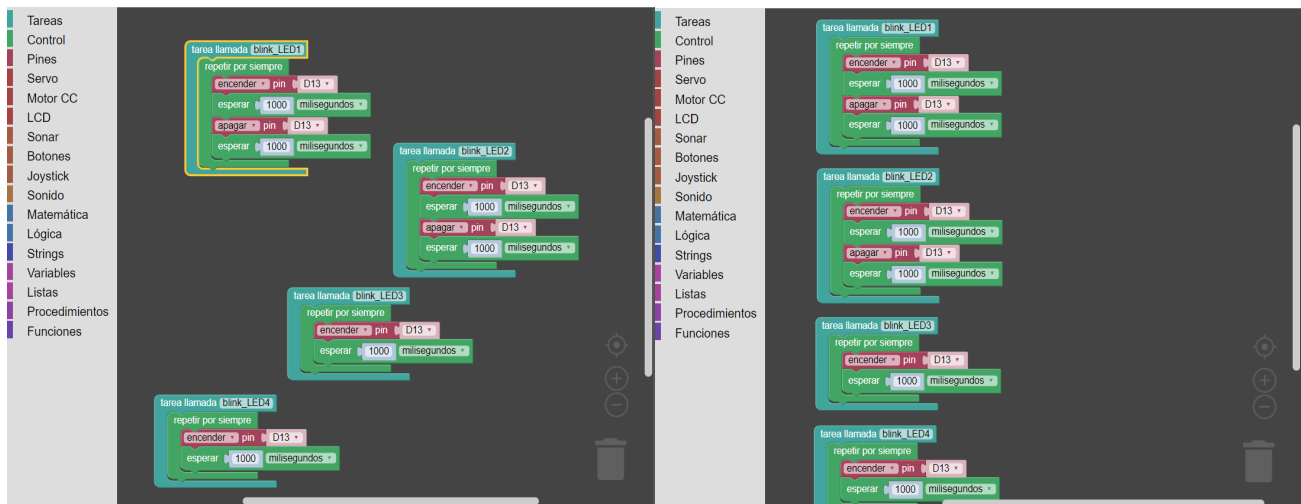 Tareas
Control
Pines
Servo
Motor CC
LCD
Sonar
Botones
Joystick
Sonido
Matemática
Lógica
Strings
Variables
Listas
Procedimientos
Funciones
tarea llamada blink_LED1
repetir por siempre
encender pin D13
esperar 1000 milisegundos
apagar pin D13
esperar 1000 milisegundos
tarea llamada blink_LED2
repetir por siempre
encender pin D13
esperar 1000 milisegundos
apagar pin D13
esperar 1000 milisegundos
tarea llamada blink_LED3
repetir por siempre
encender pin D13
esperar 1000 milisegundos
tarea llamada blink_LED4
repetir por siempre
encender pin D13
esperar 1000 milisegundos
Tareas
Control
Pines
Servo
Motor CC
LCD
Sonar
Botones
Joystick
Sonido
Matemática
Lógica
Strings
Variables
Listas
Procedimientos
Funciones
tarea llamada blink_LED1
repetir por siempre
encender pin D13
esperar 1000 milisegundos
apagar pin D13
esperar 1000 milisegundos
tarea llamada blink_LED2
repetir por siempre
encender pin D13
esperar 1000 milisegundos
apagar pin D13
esperar 1000 milisegundos
tarea llamada blink_LED3
repetir por siempre
encender pin D13
esperar 1000 milisegundos
tarea llamada blink_LED4
repetir por siempre
encender pin D13
esperar 1000 milisegundos